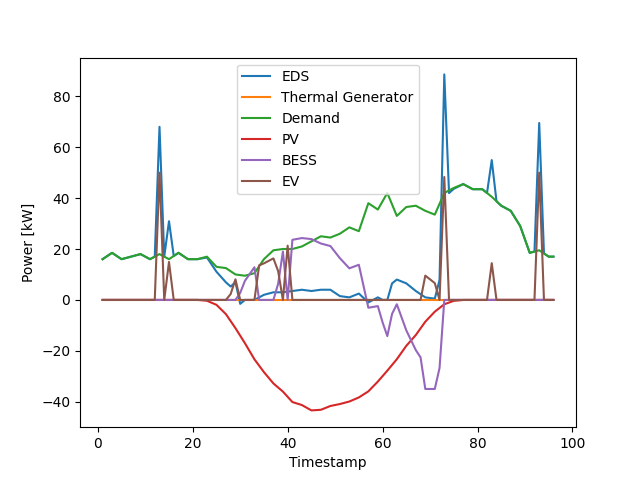 EDS
Thermal Generator
Demand
PV
BESS
EV
Power [kW]
80
60
40
20
0
−20
−40
0
20
40
60
80
100
Timestamp